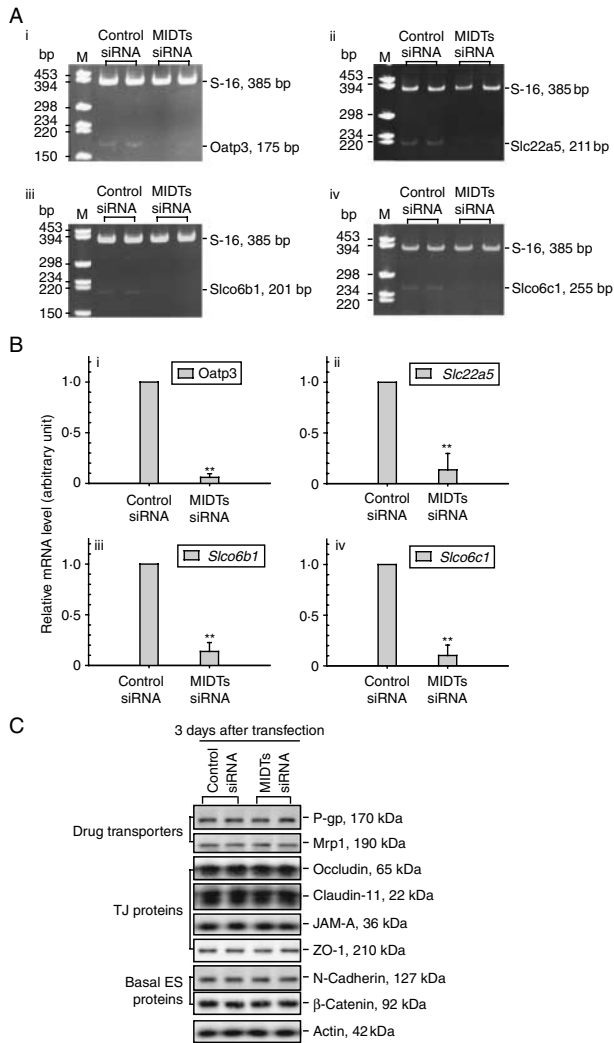 A
i
Control
siRNA
MIDTs
siRNA
bp
M
453
394
298
234
220
150
S-16, 385 bp
Oatp3, 175 bp
ii
Control
siRNA
MIDTs
siRNA
bp
M
453
394
298
234
220
S-16, 385bp
Slc22a5, 211bp
iii
Control
siRNA
MIDTs
siRNA
bp
M
453
394
298
234
220
150
S-16, 385 bp
Slco6b1, 201 bp
iv
Control
siRNA
MIDTs
siRNA
bp
M
453
394
298
234
220
S-16, 385 bp
Slco6c1, 255 bp
B
Relative mRNA level (arbitrary unit)
i
Oatp3
1·0
0·5
0
**
Control
siRNA
MIDTs
siRNA
ii
Slc22a5
1·0
0·5
0
**
Control
siRNA
MIDTs
siRNA
iii
Slco6b1
1·0
0·5
0
**
Control
siRNA
MIDTs
siRNA
iv
Slco6c1
1·0
0·5
0
**
Control
siRNA
MIDTs
siRNA
C
3 days after transfection
Control
siRNA
MIDTs
siRNA
Drug transporters
P-gp, 170 kDa
Mrp1, 190 kDa
TJ proteins
Occludin, 65 kDa
Claudin-11, 22 kDa
JAM-A, 36 kDa
ZO-1, 210 kDa
Basal ES
proteins
N-Cadherin, 127 kDa
β-Catenin, 92 kDa
Actin, 42kDa